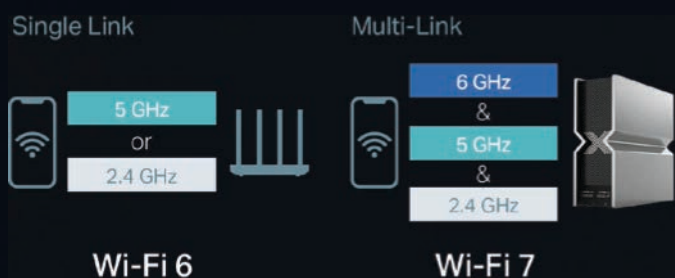 Single Link
5 GHz
or
2.4 GHz
Wi-Fi 6
Multi-Link
6 GHz
&
5 GHz
&
2.4 GHz
Wi-Fi 7